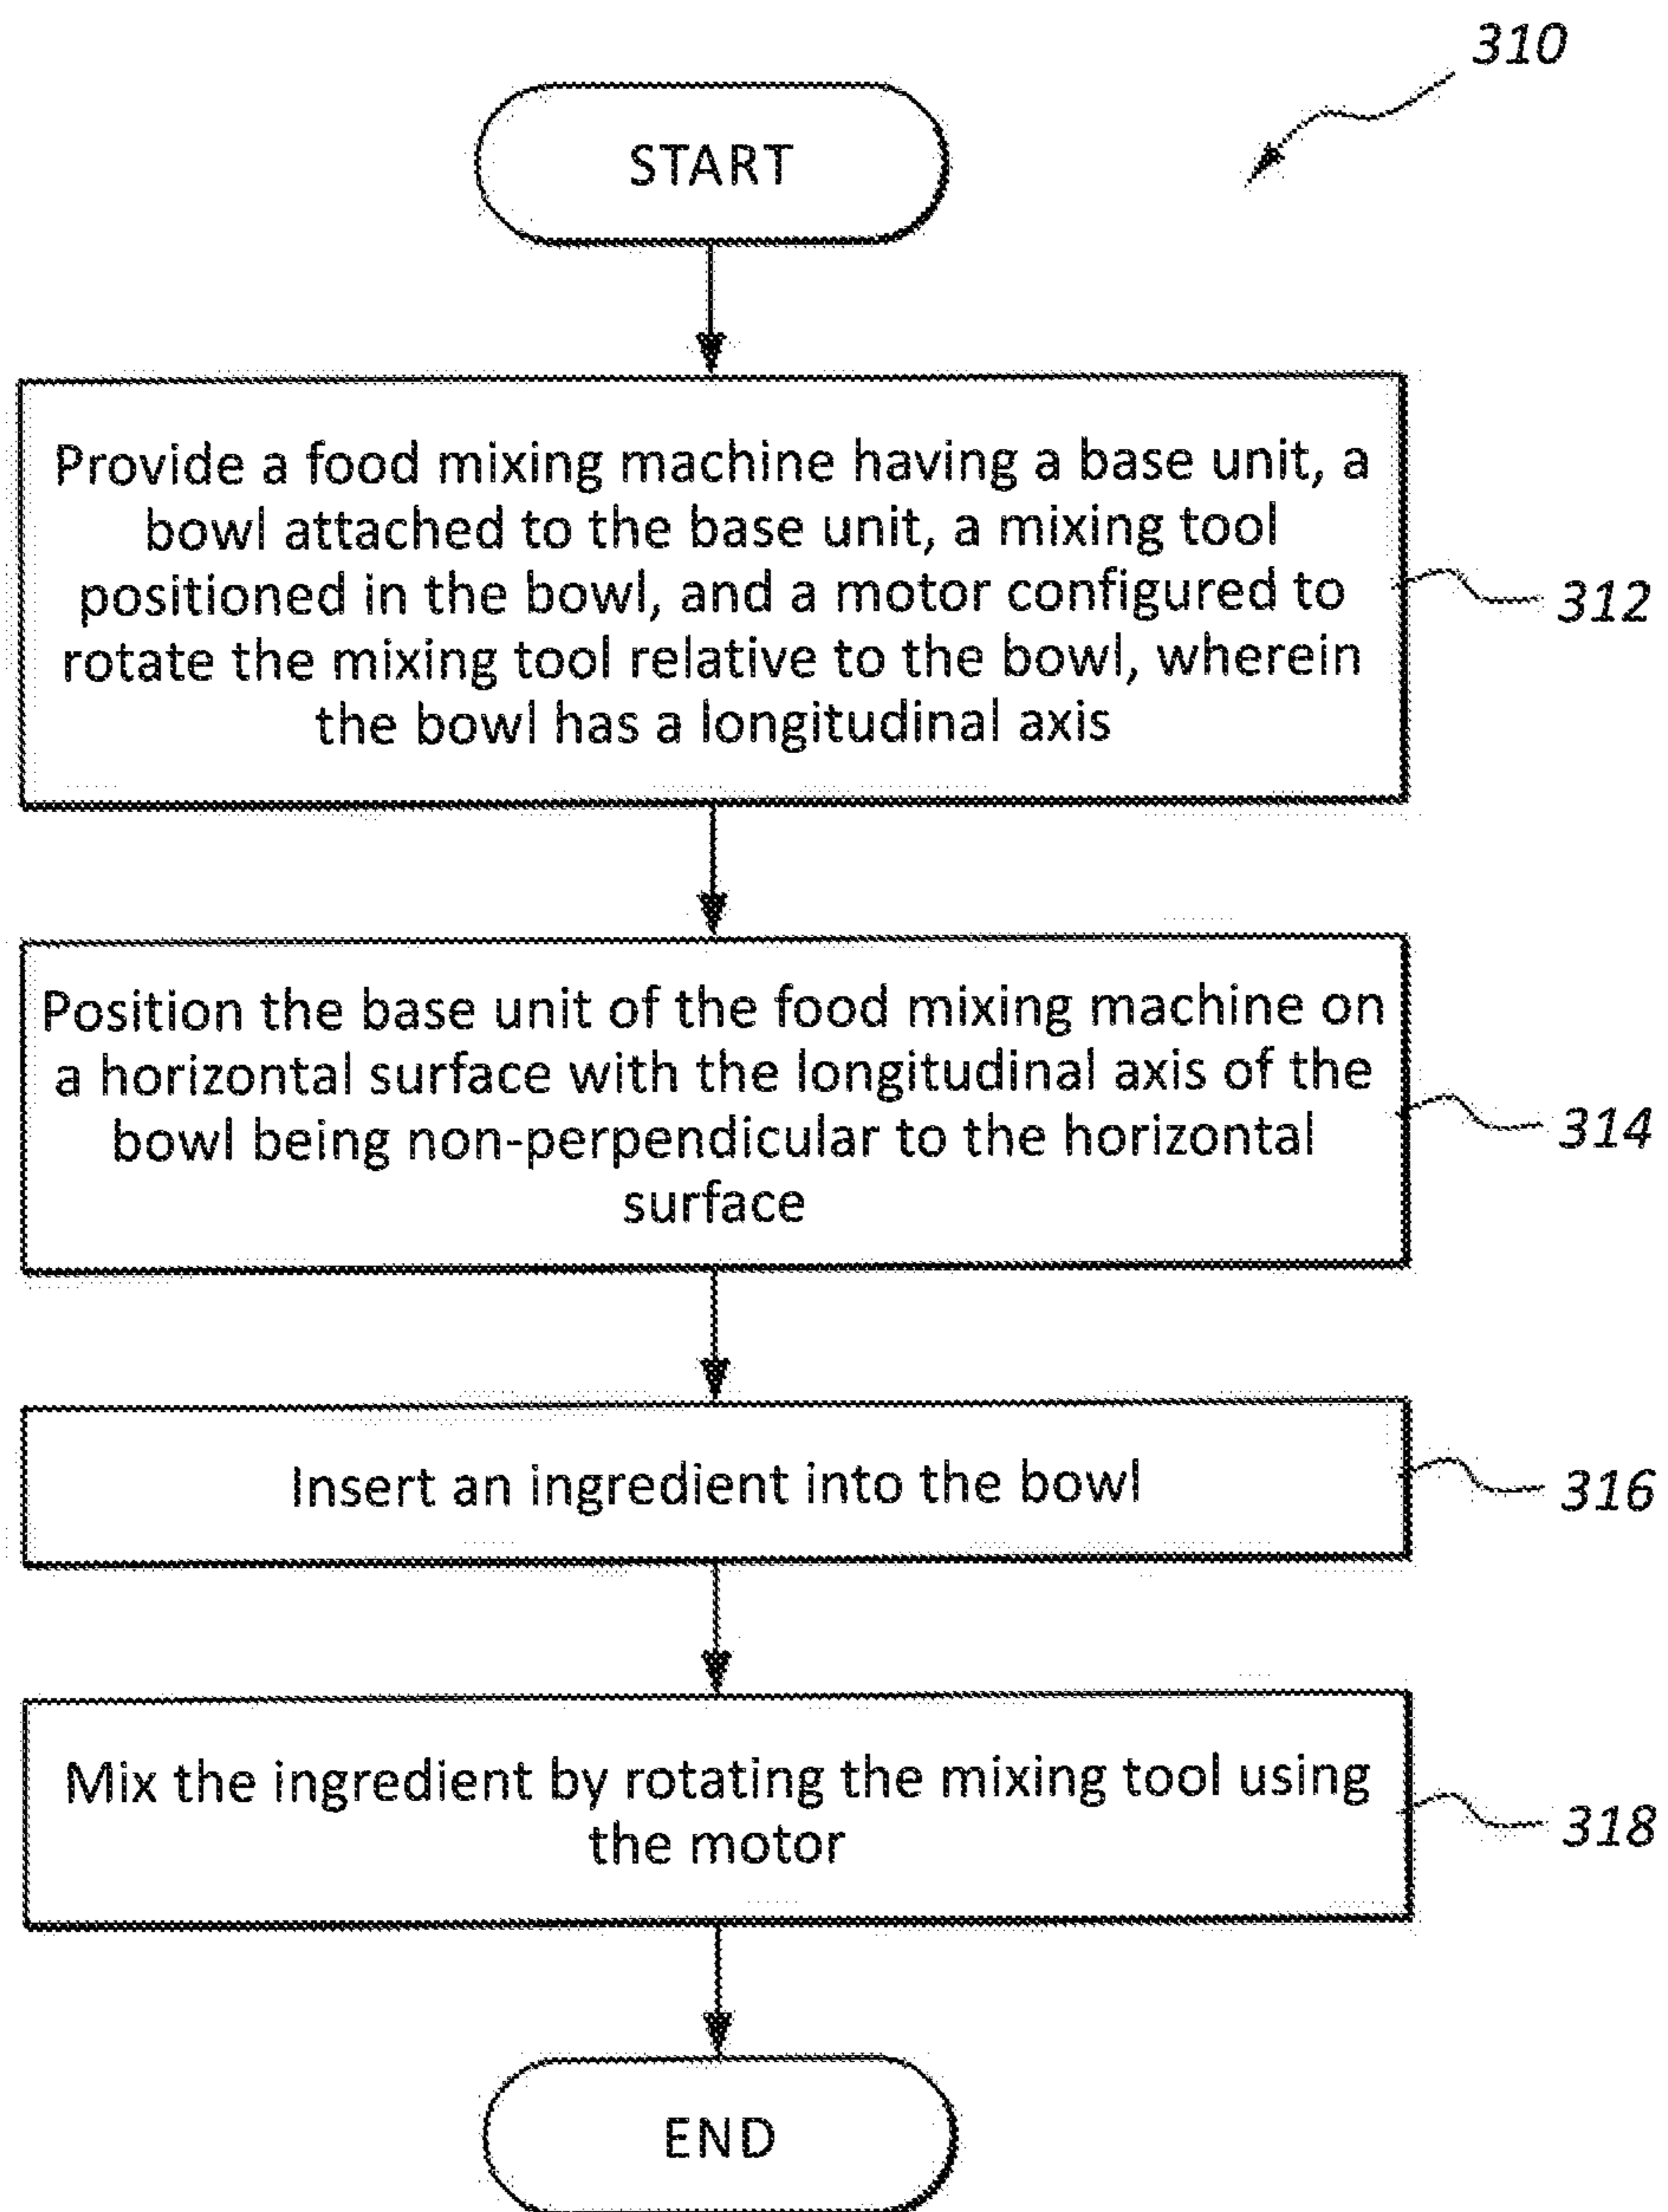 310
START
Provide a food mixing machine having a base unit, a
bowl attached to the base unit, a mixing tool
positioned in the bowl, and a motor configured to
rotate the mixing tool relative to the bowl, wherein
the bowl has a longitudinal axis
312
Position the base unit of the food mixing machine on
a horizontal surface with the longitudinal axis of the
bowl being non-perpendicular to the horizontal
surface
314
Insert an ingredient into the bowl
316
Mix the ingredient by rotating the mixing tool using
the motor
318
END